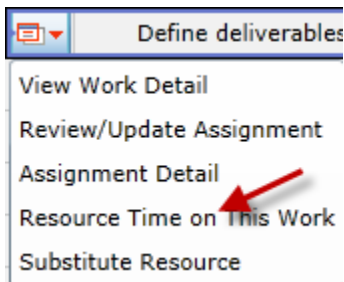 Define deliverables
View Work Detail
Review/Update Assignment
Assignment Detail
Resource Time on This Work
Substitute Resource